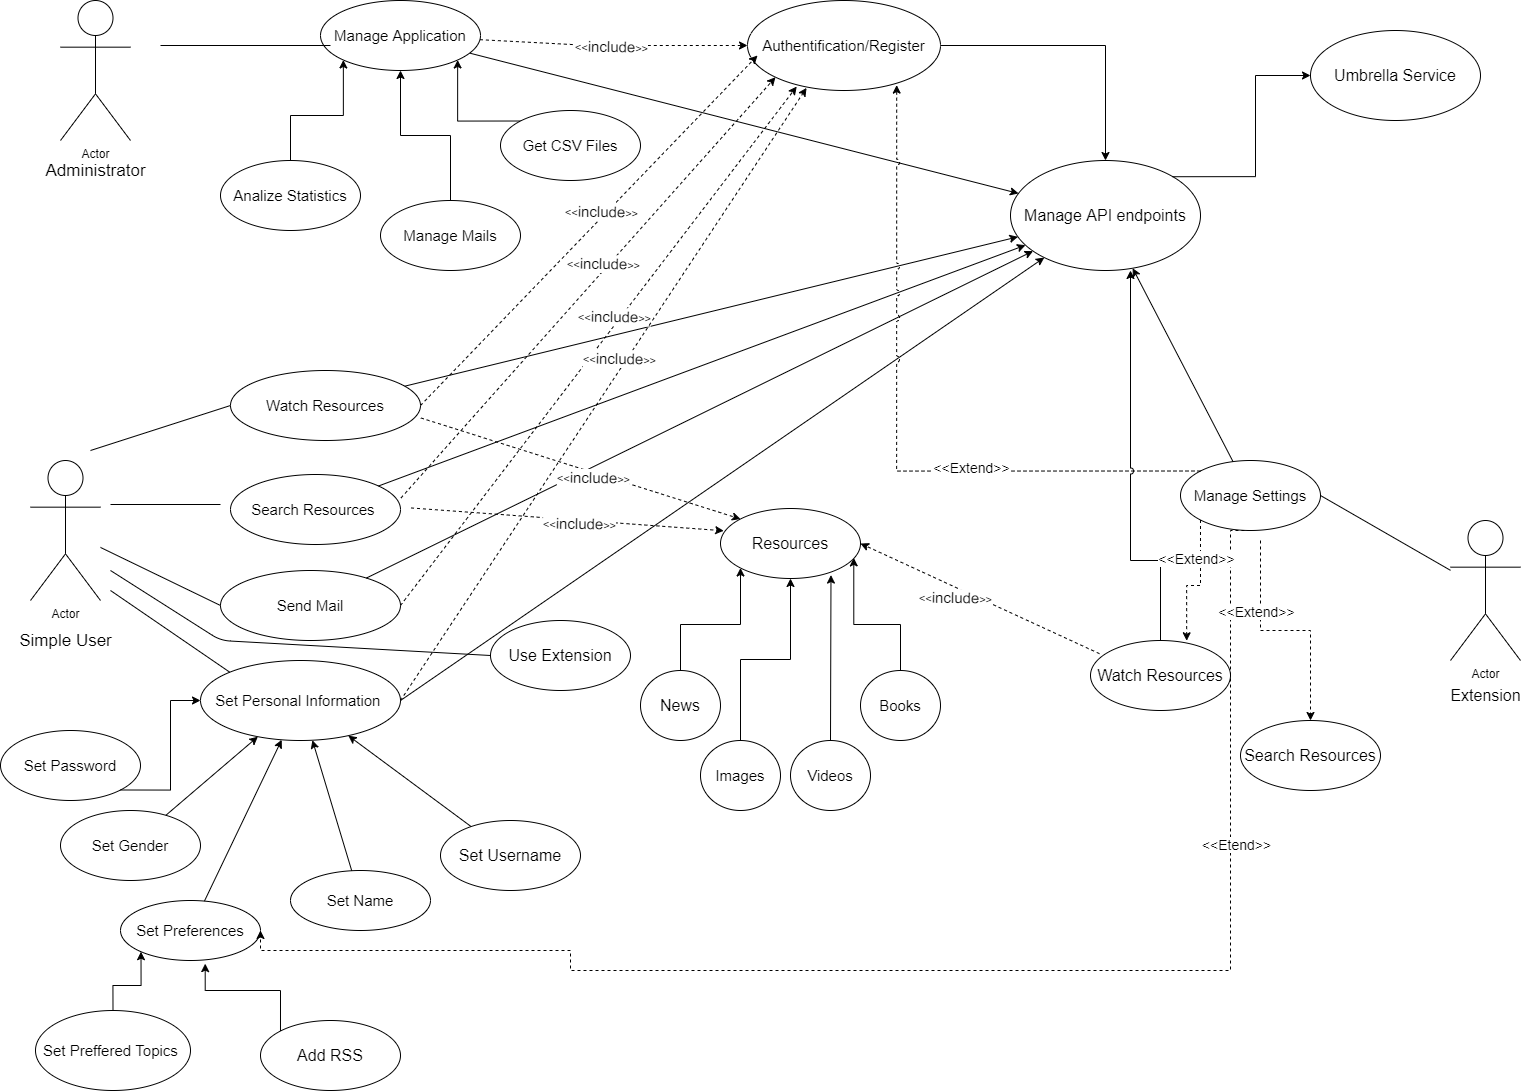 Manage Application
<<include>>
Authentification/Register
Umbrella Service
Get CSV Files
Actor
Administrator
Analize Statistics
Manage Mails
<<include>>
Manage API endpoints
<<include>>
<<include>>
<<include>>
Watch Resources
<<Extend>>
<<include>>
Manage Settings
Search Resources
<<include>>
Resources
<<Extend>>
<<include>>
Send Mail
Actor
<<Extend>>
Simple User
Use Extension
Watch Resources
Actor
Extension
Set Personal Information
News
Books
Search Resources
Set Password
Images
Videos
Set Gender
<<Etend>>
Set Username
Set Name
Set Preferences
Set Preffered Topics
Add RSS